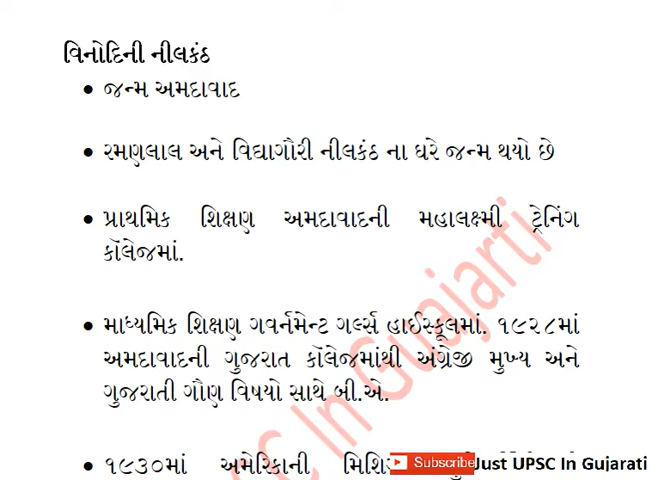 વિનોદિની નીલકંઠ
• જન્મ અમદાવાદ
• રમણલાલ અને વિદ્યાગૌરી નીલકંઠ ના ઘરે જન્મ થયો છે
• પ્રાથમિક શિક્ષણ અમદાવાદની મહાલક્ષ્મી ટ્રેનિંગ
કૉલેજમાં.
• માધ્યમિક શિક્ષણ ગવર્નમેન્ટ ગર્લ્સ હાઈસ્કૂલમાં. ૧૯૨૮માં
અમદાવાદની ગુજરાત કૉલેજમાંથી અંગ્રેજી મુખ્ય અને
ગુજરાતી ગૌણ વિષયો સાથે બી.એ.
• ૧૯૩૦માં અમેરિકાની
Subscribe Just UPSC In Gujarati
In Guajarti